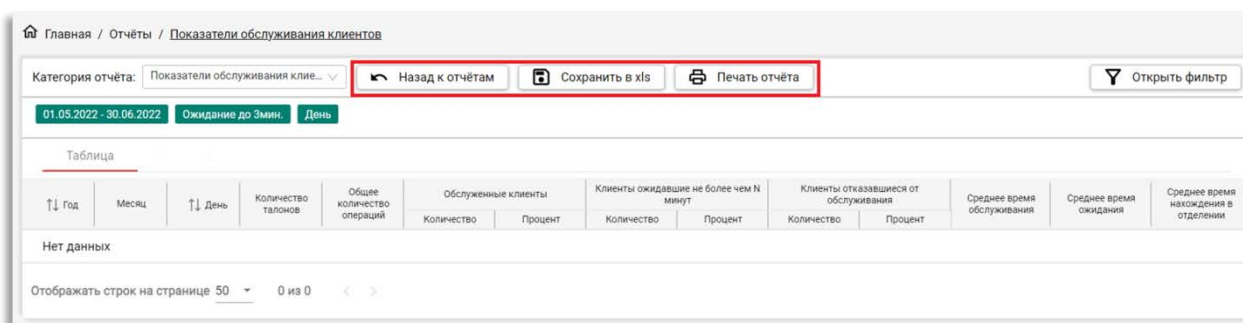 Главная / Отчёты / Показатели обслуживания клиентов
Категория отчёта: Показатели обслуживания клие... Назад к отчётам Сохранить в xls Печать отчёта Открыть фильтр
01.05.2022 - 30.06.2022 Ожидание до 3мин. День
Таблица
Год Месяц День Количество талонов Общее количество операций Обслуженные клиенты Клиенты ожидавшие не более чем N минут Клиенты отказавшиеся от обслуживания Среднее время обслуживания Среднее время ожидания Среднее время нахождения в отделении
Количество Процент Количество Процент Количество Процент
Нет данных
Отображать строк на странице 50 0 из 0 < >